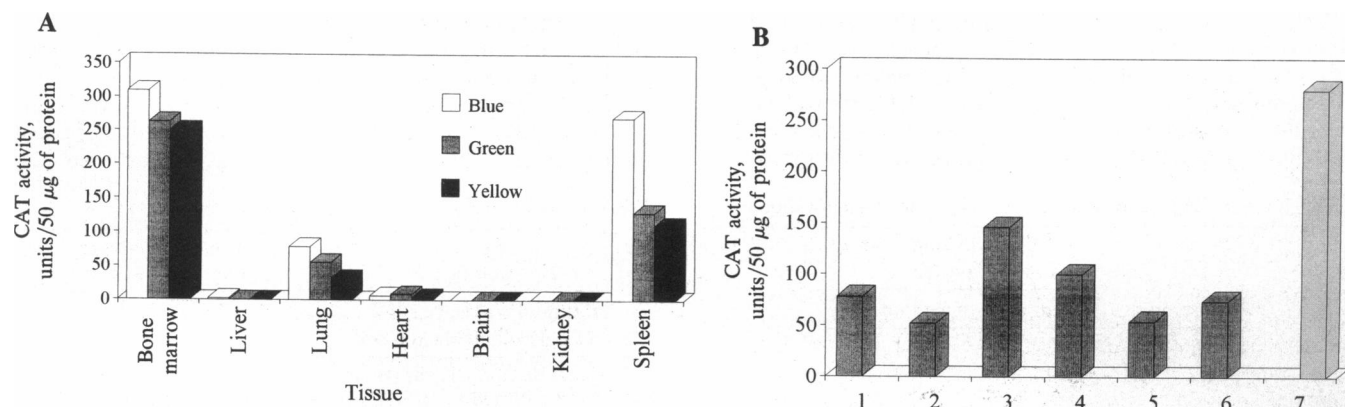 A
CAT activity,
units/50 μg of protein
350
300
250
200
150
100
50
0
Blue
Green
Yellow
Bone
marrow
Liver
Lung
Heart
Brain
Kidney
Spleen
Tissue
B
CAT activity,
units/50 μg of protein
300
250
200
150
100
50
0
1 2 3 4 5 6 7